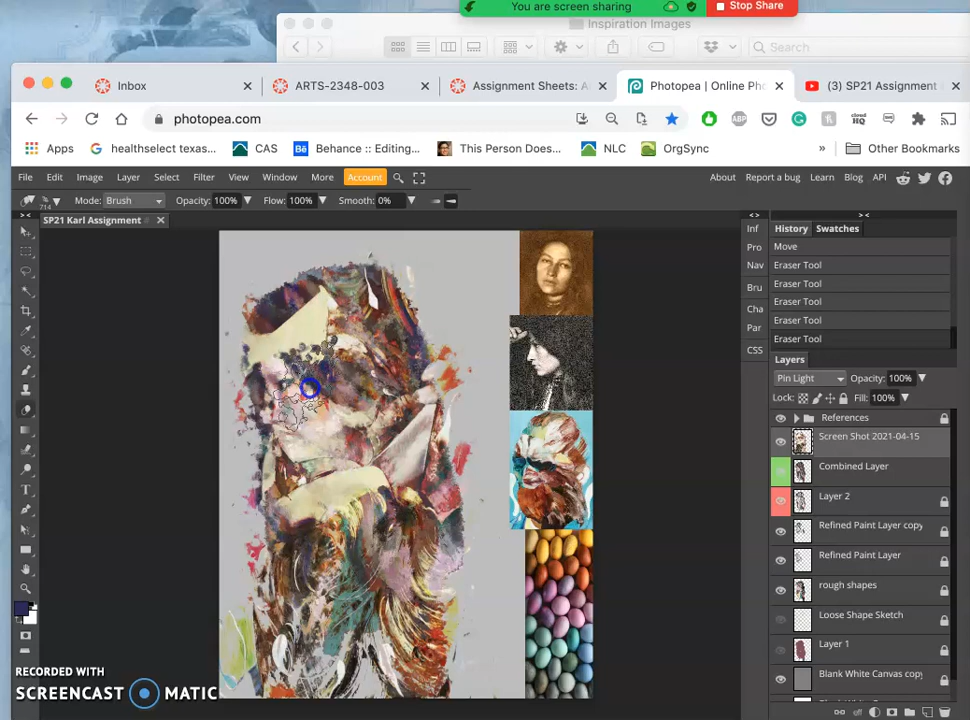 You are screen sharing
Stop Share
Inspiration Images
Search
Inbox
ARTS-2348-003
Assignment Sheets: A
Photopea | Online Pho
(3) SP21 Assignment
photopea.com
Apps
healthselect texas...
CAS
Behance :: Editing...
This Person Does...
NLC
OrgSync
»
Other Bookmarks
File Edit Image Layer Select Filter View Window More Account
About Report a bug Learn Blog API
714
Mode: Brush Opacity: 100% Flow: 100% Smooth: 0%
SP21 Karl Assignment
Inf
Pro
Nav
Bru
Cha
Par
CSS
History Swatches
Move
Eraser Tool
Eraser Tool
Eraser Tool
Eraser Tool
Eraser Tool
Layers
Pin Light Opacity: 100%
Lock: Fill: 100%
References
Screen Shot 2021-04-15
Combined Layer
Layer 2
Refined Paint Layer copy
Refined Paint Layer
rough shapes
Loose Shape Sketch
Layer 1
Blank White Canvas copy
RECORDED WITH
SCREENCAST MATIC